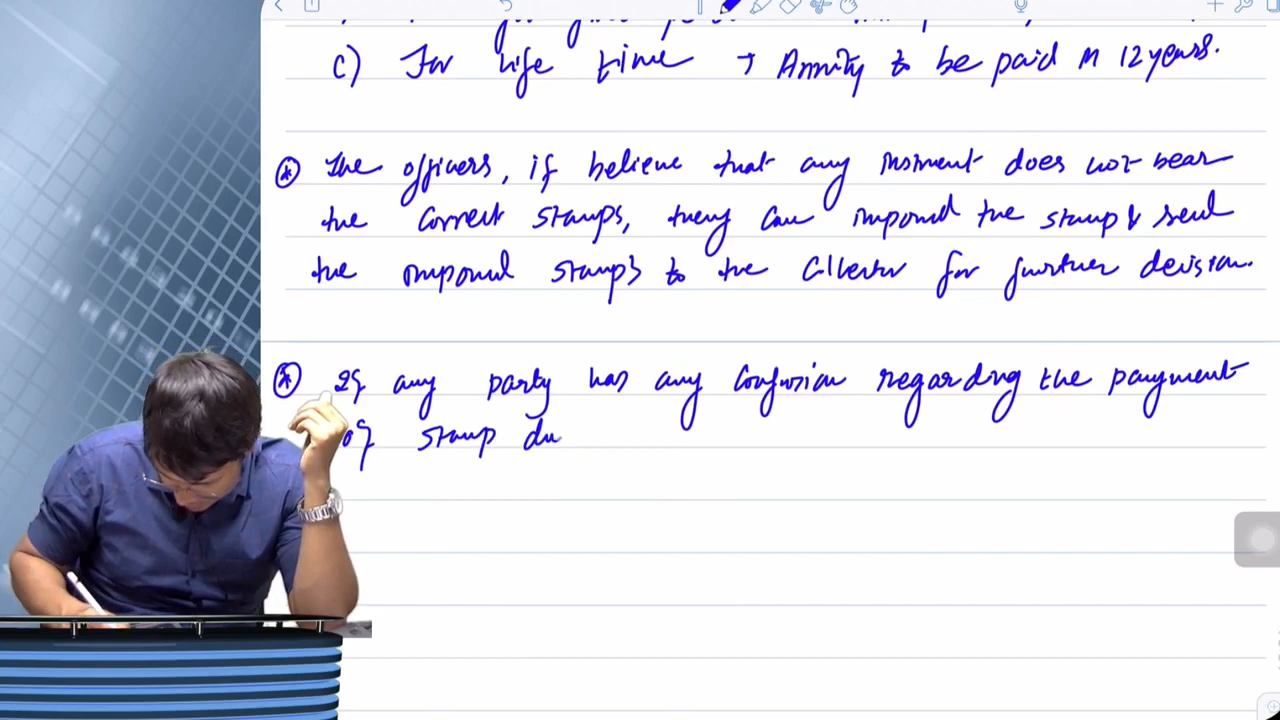 c) For life time → Annity to be paid in 12 years.
⊛ The officers, if believe that any instrument does not bear
the correct stamps, they can impound the stamp & send
the impound stamps to the Collector for further decision.
⊛ If any party has any confusion regarding the payment
of stamp du